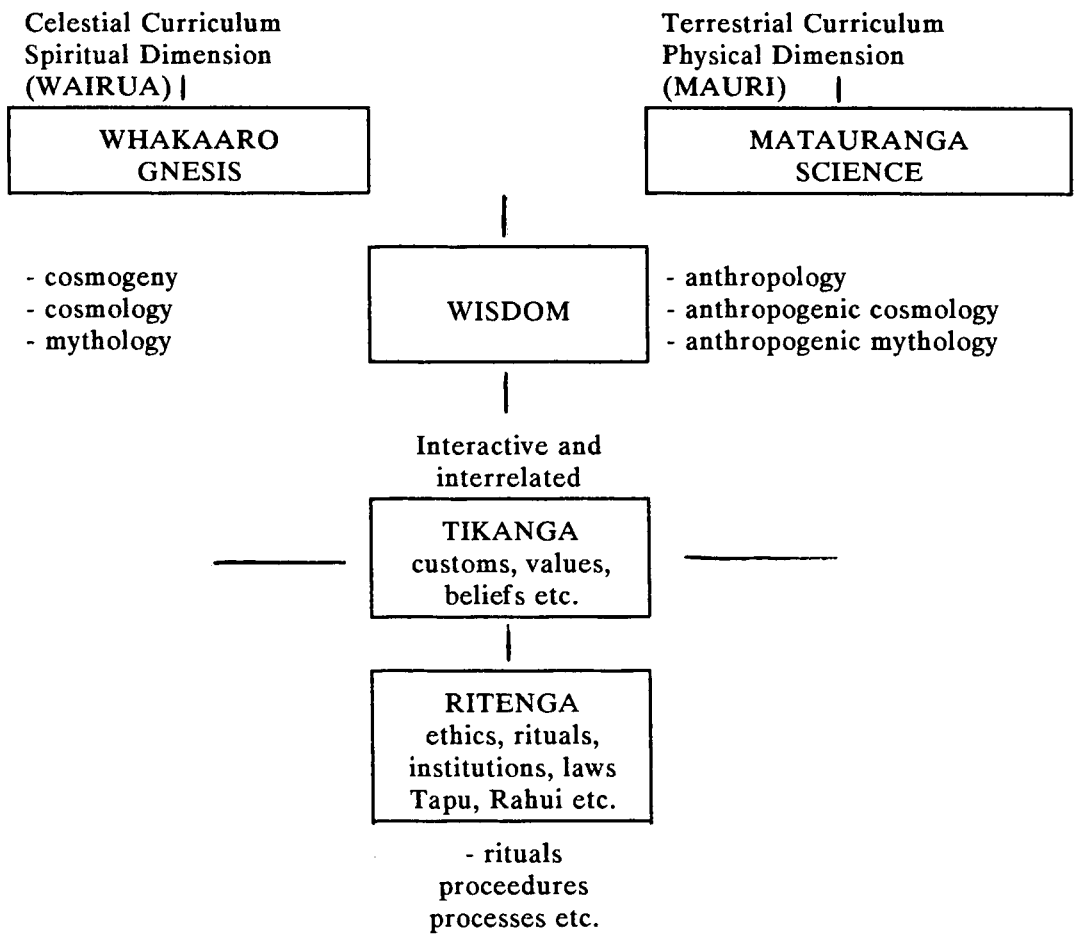 Celestial Curriculum
Spiritual Dimension
(WAIRUA)
Terrestrial Curriculum
Physical Dimension
(MAURI)
WHAKAARO
GNESIS
MATAURANGA
SCIENCE
- cosmogeny
- cosmology
- mythology
WISDOM
- anthropology
- anthropogenic cosmology
- anthropogenic mythology
Interactive and
interrelated
TIKANGA
customs, values,
beliefs etc.
RITENGA
ethics, rituals,
institutions, laws
Tapu, Rahui etc.
- rituals
proceedures
processes etc.